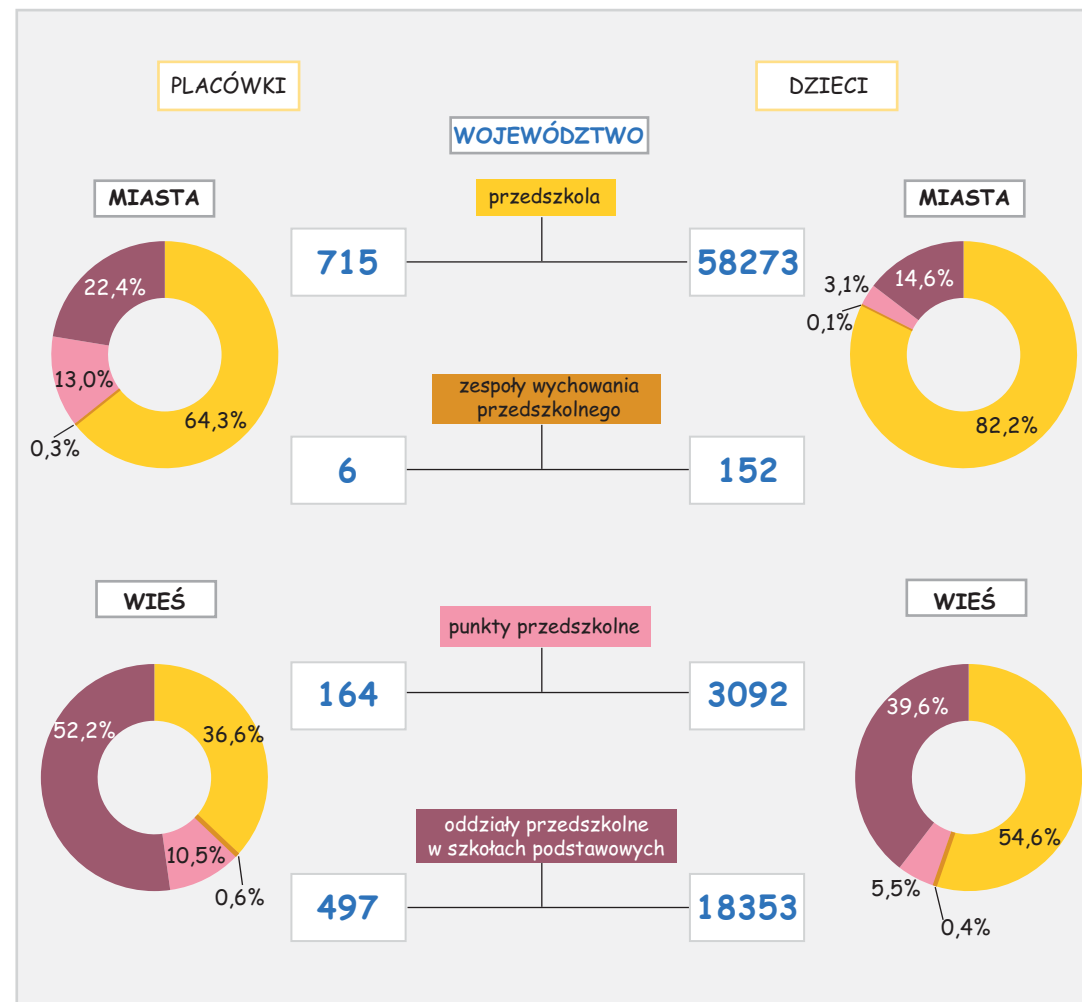 PLACÓWKI
DZIECI
WOJEWÓDZTWO
MIASTA
przedszkola
MIASTA
715
58273
22,4%
13,0%
64,3%
0,3%
3,1%
14,6%
0,1%
82,2%
zespoły wychowania
przedszkolnego
6
152
WIEŚ
WIEŚ
punkty przedszkolne
164
3092
52,2%
36,6%
10,5%
0,6%
39,6%
54,6%
5,5%
0,4%
oddziały przedszkolne
w szkołach podstawowych
497
18353